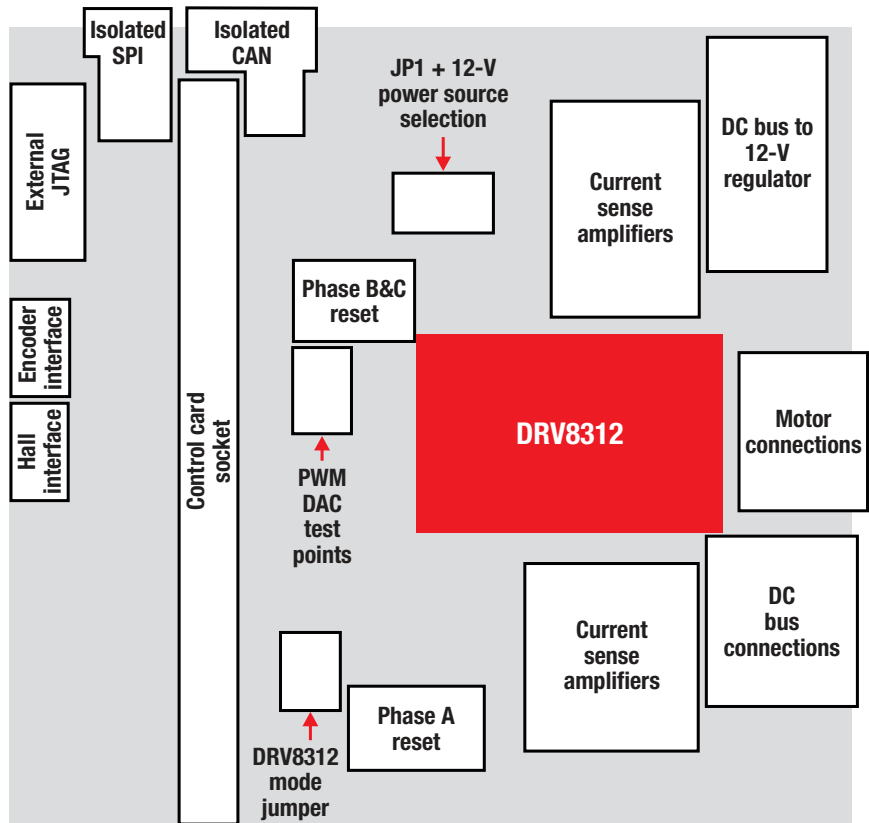 Isolated
SPI
Isolated
CAN
JP1 + 12-V
power source
selection
DC bus to
12-V
regulator
External
JTAG
Current
sense
amplifiers
Phase B&C
reset
Encoder
interface
Hall
interface
Control card
socket
DRV8312
Motor
connections
PWM
DAC
test
points
DC
bus
connections
Current
sense
amplifiers
Phase A
reset
DRV8312
mode
jumper